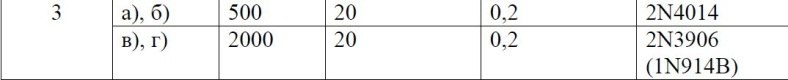 3 а), б) 500 20 0,2 2N4014
в), г) 2000 20 0,2 2N3906
(1N914B)